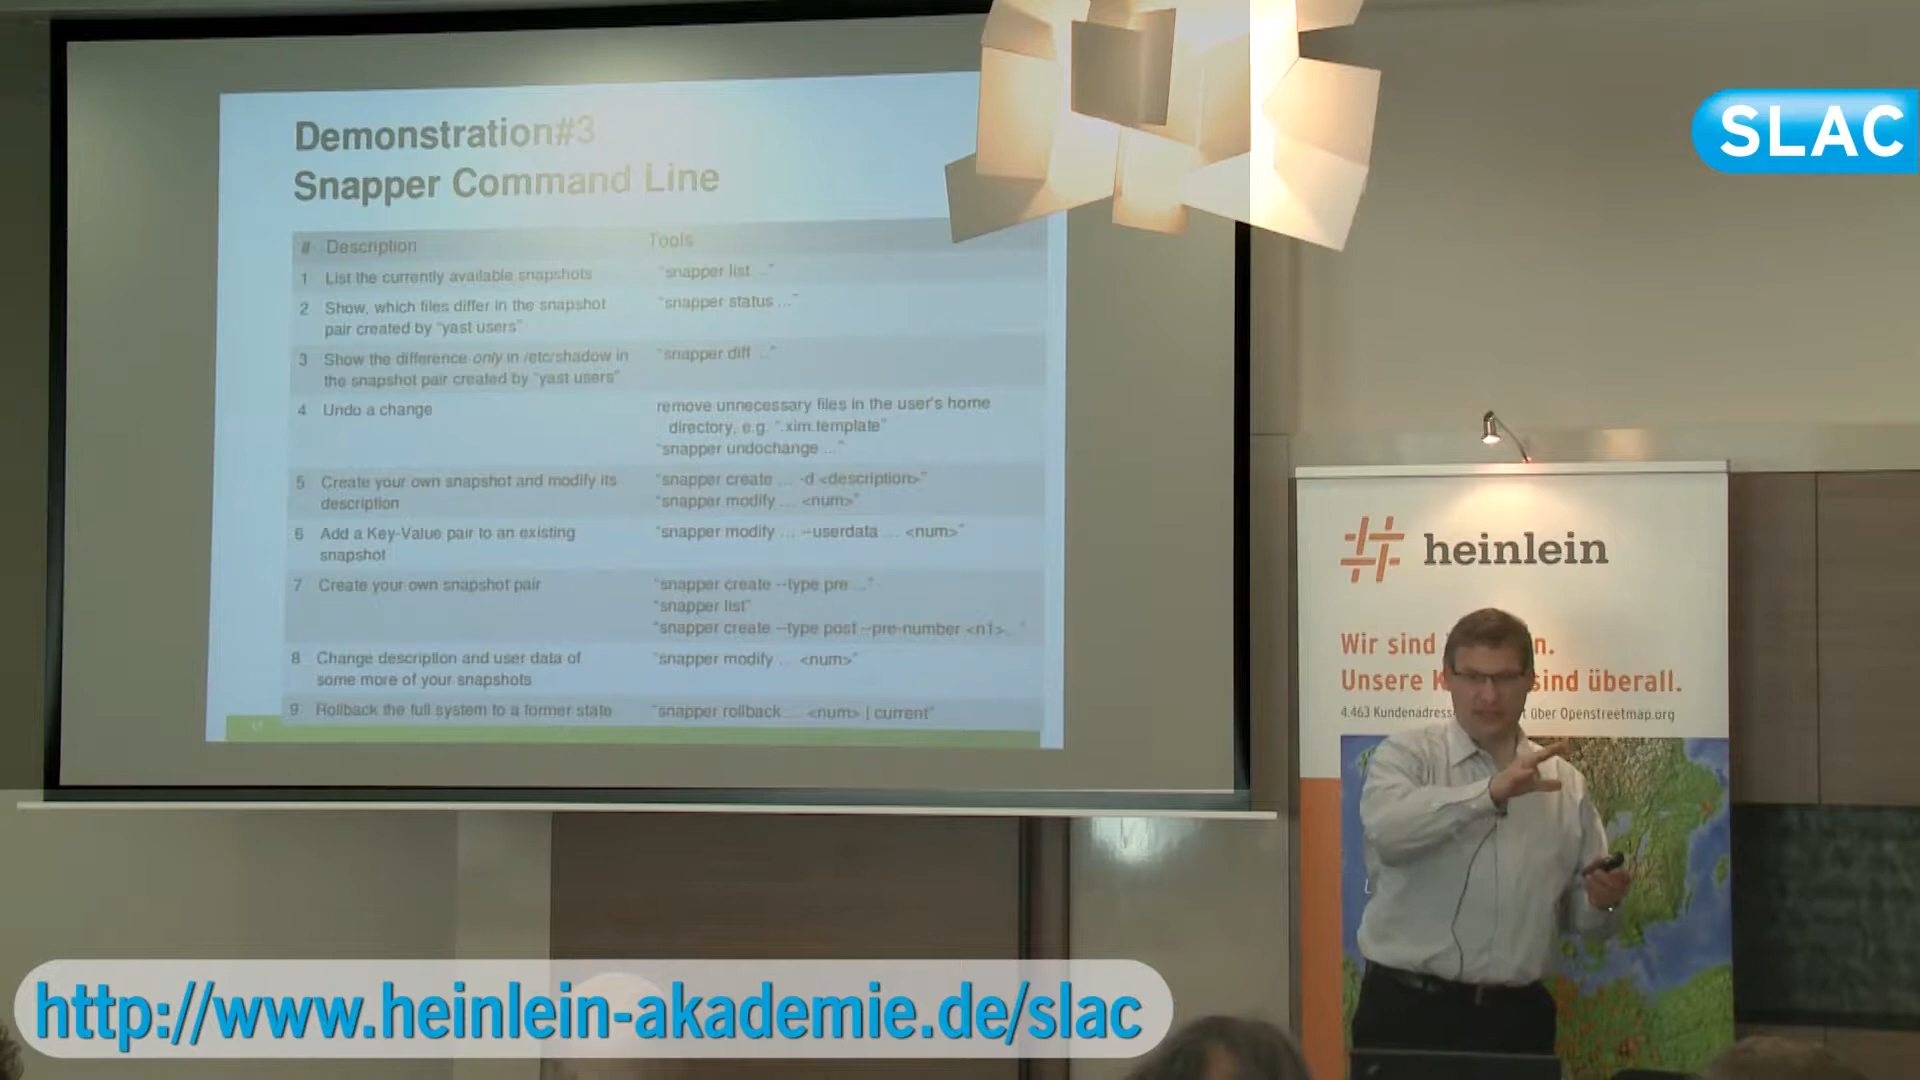 Demonstration#3
Snapper Command Line
# Description Tools
1 List the currently available snapshots "snapper list ..."
2 Show, which files differ in the snapshot "snapper status ..."
pair created by "yast users"
3 Show the difference only in /etc/shadow in "snapper diff ..."
the snapshot pair created by "yast users"
4 Undo a change remove unnecessary files in the user's home
directory, e.g. ".xim.template"
"snapper undochange ..."
5 Create your own snapshot and modify its "snapper create ... -d <description>"
description "snapper modify ... <num>"
6 Add a Key-Value pair to an existing "snapper modify ... --userdata ... <num>"
snapshot
7 Create your own snapshot pair "snapper create --type pre ..."
"snapper list"
"snapper create --type post --pre-number <n1>..."
8 Change description and user data of "snapper modify ... <num>"
some more of your snapshots
9 Rollback the full system to a former state "snapper rollback ... <num> | current"
SLAC
heinlein
Wir sind n.
Unsere K sind überall.
4.463 Kundenadress t über Openstreetmap.org
http://www.heinlein-akademie.de/slac